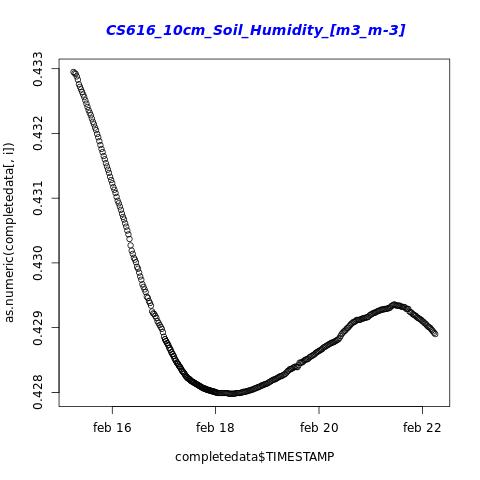 CS616_10cm_Soil_Humidity_[m3_m-3]
as.numeric(completedata[, i])
0.433
0.432
0.431
0.430
0.429
0.428
feb 16 feb 18 feb 20 feb 22
completedata$TIMESTAMP